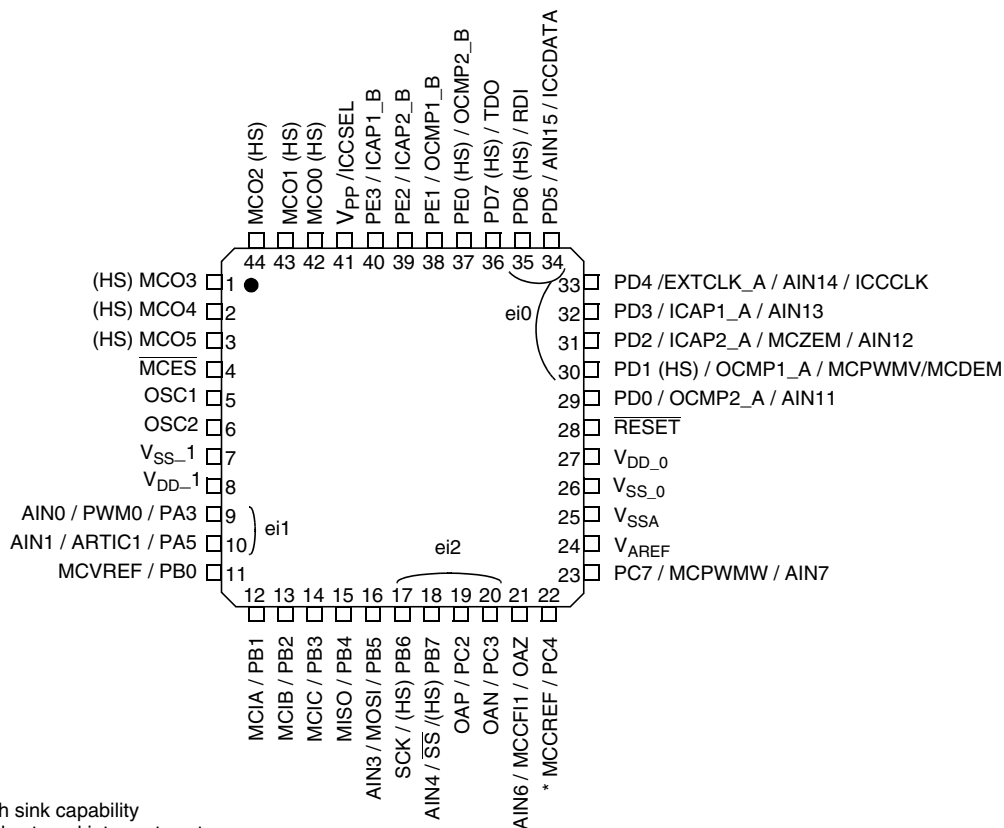 MCO2 (HS)
MCO1 (HS)
MCO0 (HS)
VPP /ICCSEL
PE3 / ICAP1_B
PE2 / ICAP2_B
PE1 / OCMP1_B
PE0 (HS) / OCMP2_B
PD7 (HS) / TDO
PD6 (HS) / RDI
PD5 / AIN15 / ICCDATA
44 43 42 41 40 39 38 37 36 35 34
(HS) MCO3 1
(HS) MCO4 2
(HS) MCO5 3
MCES 4
OSC1 5
OSC2 6
VSS_1 7
VDD_1 8
AIN0 / PWM0 / PA3 9
AIN1 / ARTIC1 / PA5 10
MCVREF / PB0 11
ei1
ei0
ei2
33 PD4 /EXTCLK_A / AIN14 / ICCCLK
32 PD3 / ICAP1_A / AIN13
31 PD2 / ICAP2_A / MCZEM / AIN12
30 PD1 (HS) / OCMP1_A / MCPWMV/MCDEM
29 PD0 / OCMP2_A / AIN11
28 RESET
27 VDD_0
26 VSS_0
25 VSSA
24 VAREF
23 PC7 / MCPWMW / AIN7
12 13 14 15 16 17 18 19 20 21 22
MCIA / PB1
MCIB / PB2
MCIC / PB3
MISO / PB4
AIN3 / MOSI / PB5
SCK / (HS) PB6
AIN4 / SS /(HS) PB7
OAP / PC2
OAN / PC3
AIN6 / MCCFI1 / OAZ
* MCCREF / PC4
sink capability